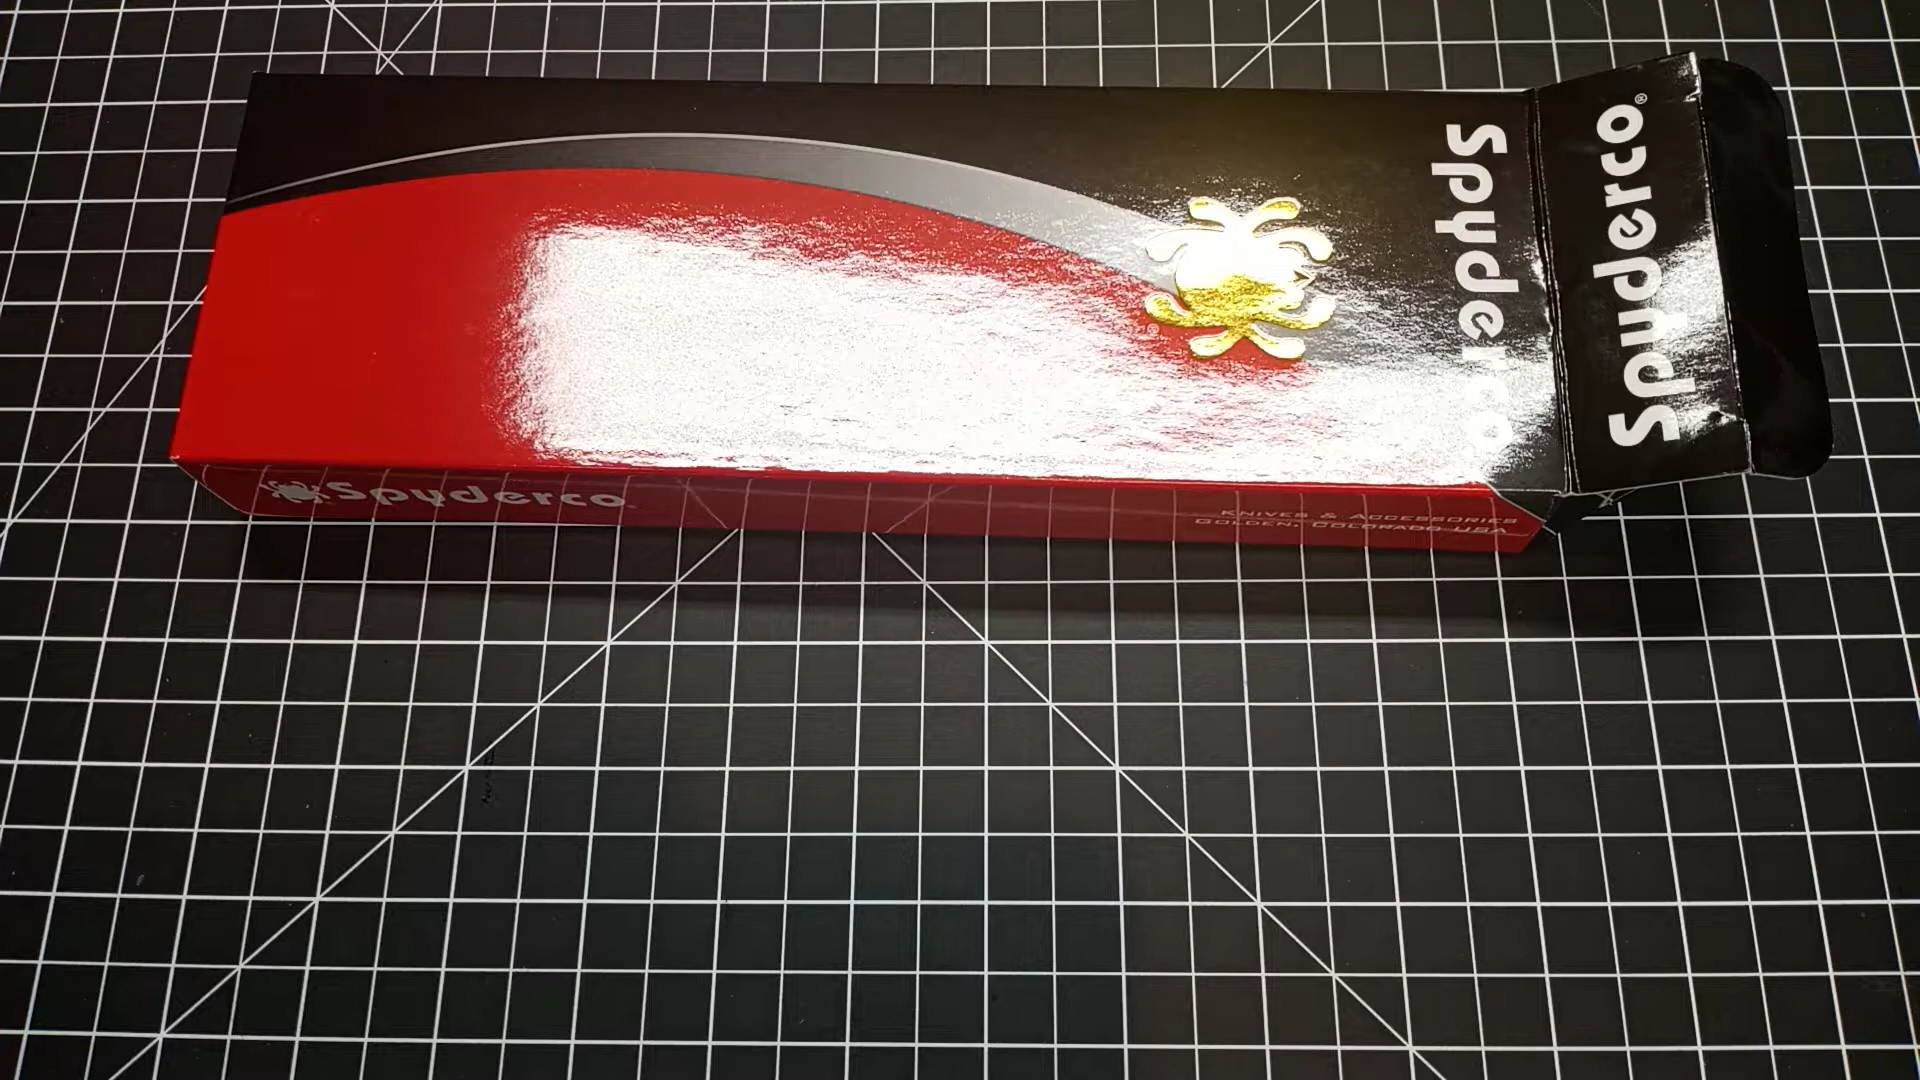 Spyderco
Spyderco®
Spyderco
KNIVES & ACCESSORIES
GOLDEN, COLORADO USA